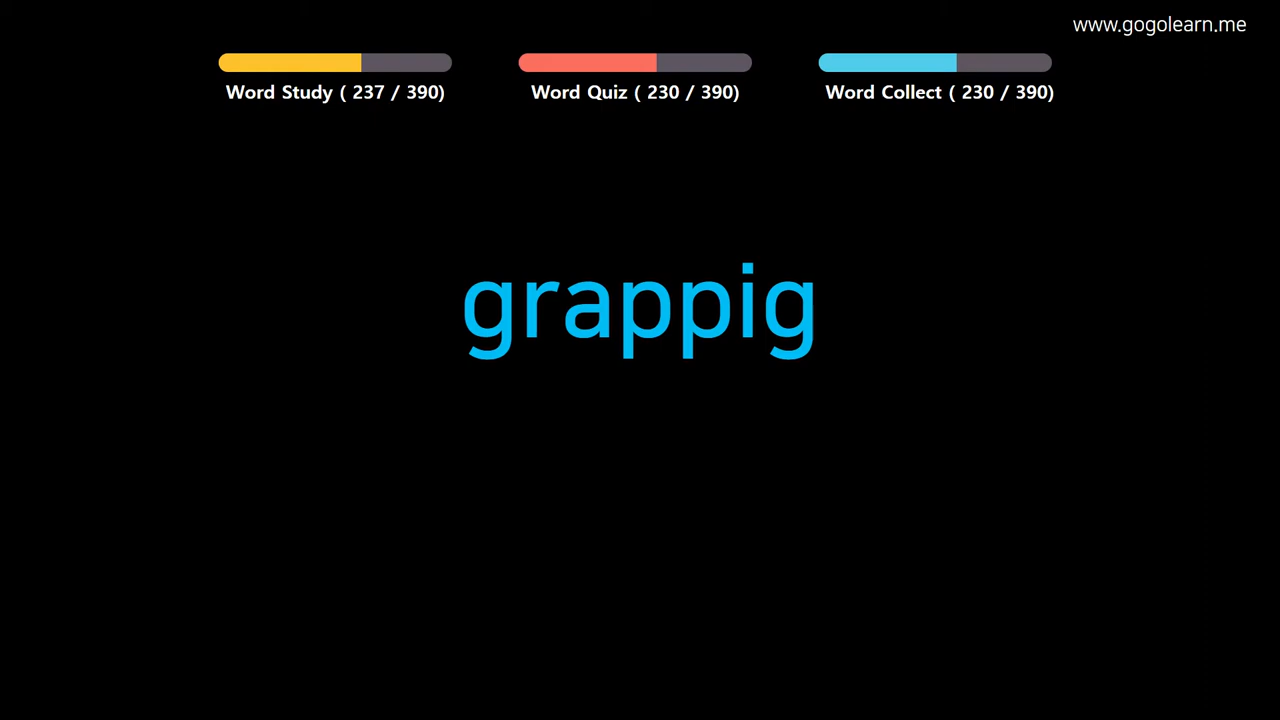 www.gogolearn.me
Word Study ( 237 / 390)
Word Quiz ( 230 / 390)
Word Collect ( 230 / 390)
grappig